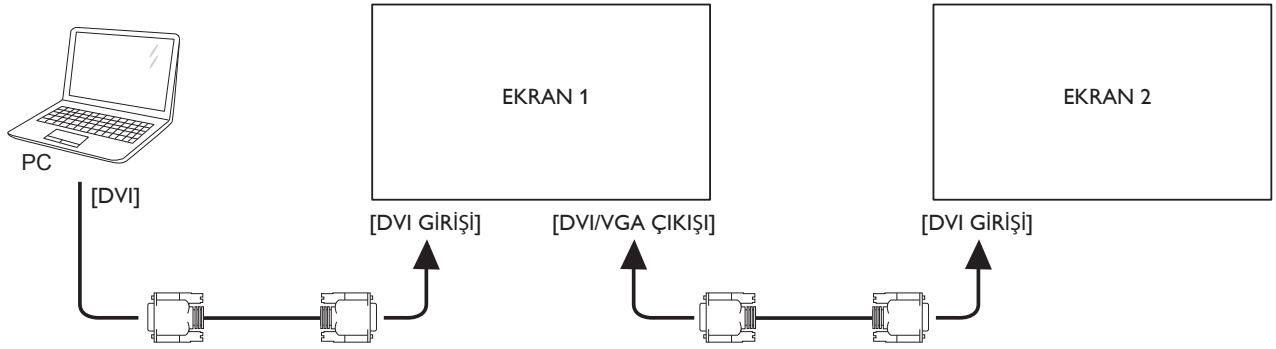 EKRAN 1
EKRAN 2
PC
[DVI]
[DVI GİRİŞİ]
[DVI/VGA ÇIKIŞI]
[DVI GİRİŞİ]